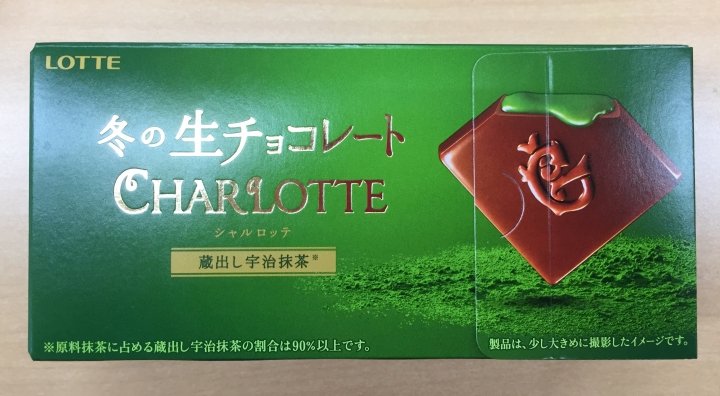 LOTTE
冬の生チョコレート
CHARLOTTE
シャルロッテ
蔵出し宇治抹茶※
※原料抹茶に占める蔵出し宇治抹茶の割合は90%以上です。
製品は、少し大きめに撮影したイメージです。